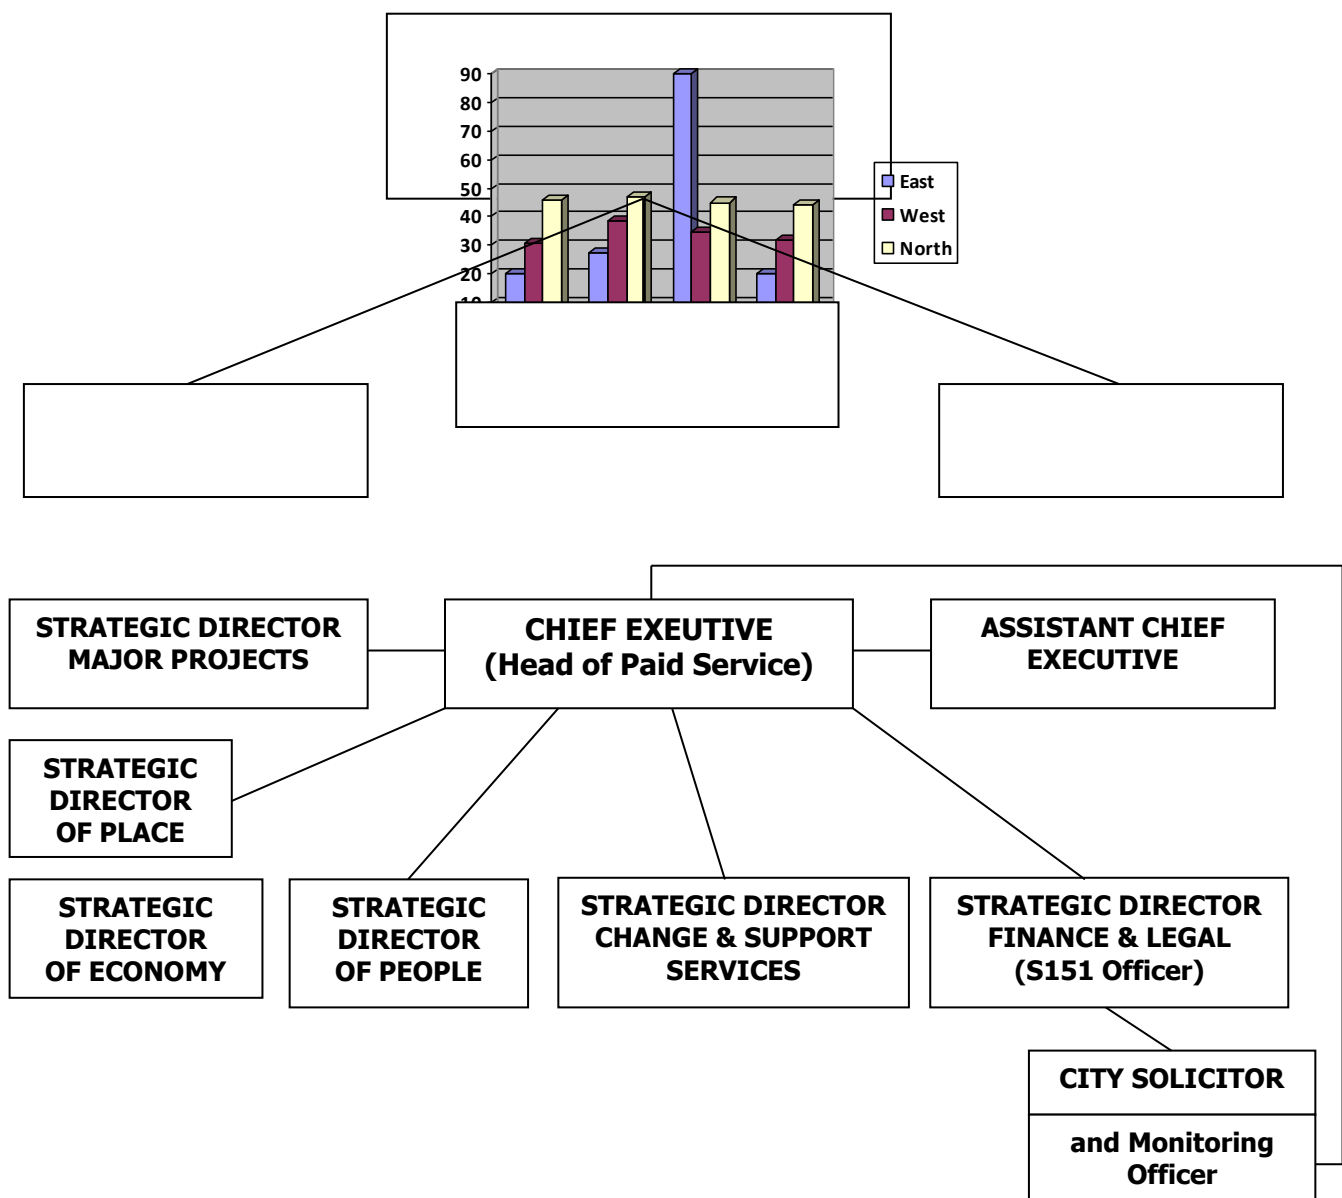 90
80
70
60
50
40
30
20
10
East
West
North
STRATEGIC DIRECTOR
MAJOR PROJECTS
CHIEF EXEUTIVE
(Head of Paid Service)
ASSISTANT CHIEF
EXECUTIVE
STRATEGIC
DIRECTOR
OF PLACE
STRATEGIC
DIRECTOR
OF ECONOMY
STRATEGIC
DIRECTOR
OF PEOPLE
STRATEGIC DIRECTOR
CHANGE & SUPPORT
SERVICES
STRATEGIC DIRECTOR
FINANCE & LEGAL
(S151 Officer)
CITY SOLICITOR
and Monitoring
Officer